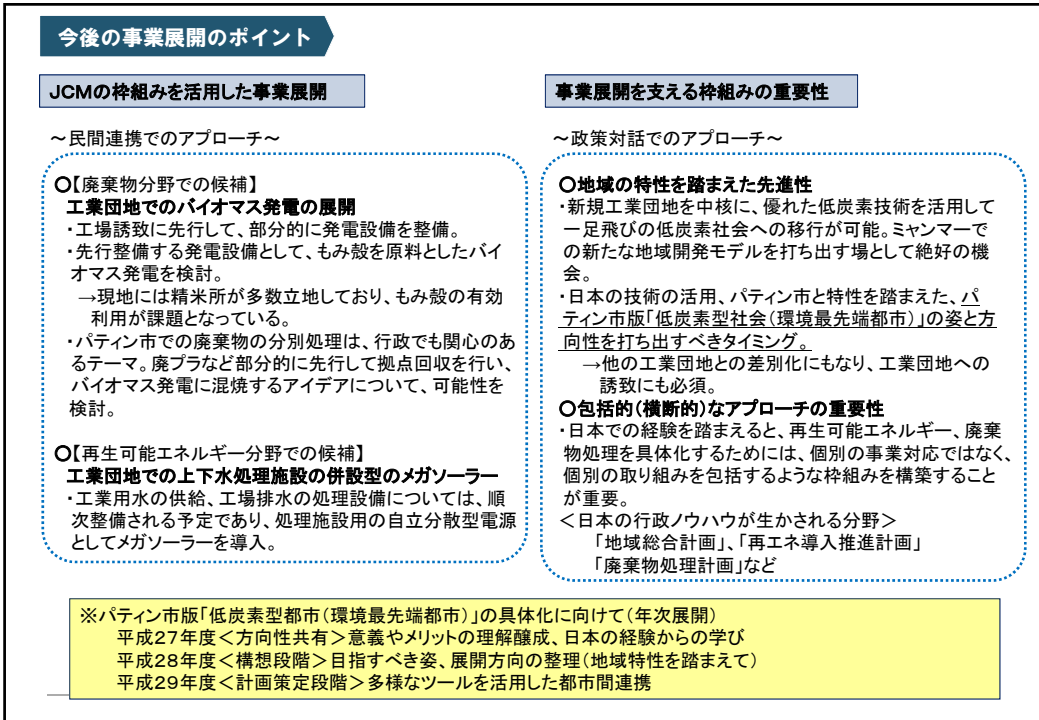 今後の事業展開のポイント
JCMの枠組みを活用した事業展開
～民間連携でのアプローチ～
○【廃棄物分野での候補】
工業団地でのバイオマス発電の展開
・工場誘致に先行して、部分的に発電設備を整備。
・先行整備する発電設備として、もみ殻を原料としたバイ
オマス発電を検討。
→現地には精米所が多数立地しており、もみ殻の有効
利用が課題となっている。
・パティン市での廃棄物の分別処理は、行政でも関心のあ
るテーマ。廃プラなど部分的に先行して拠点回収を行い、
バイオマス発電に混焼するアイデアについて、可能性を
検討。
○【再生可能エネルギー分野での候補】
工業団地での上下水処理施設の併設型のメガソーラー
・工業用水の供給、工場排水の処理設備については、順
次整備される予定であり、処理施設用の自立分散型電源
としてメガソーラーを導入。
事業展開を支える枠組みの重要性
～政策対話でのアプローチ～
○地域の特性を踏まえた先進性
・新規工業団地を中核に、優れた低炭素技術を活用して
一足飛びの低炭素社会への移行が可能。ミャンマーで
の新たな地域開発モデルを打ち出す場として絶好の機
会。
・日本の技術の活用、パティン市と特性を踏まえた、パ
ティン市版「低炭素型社会(環境最先端都市)」の姿と方
向性を打ち出すべきタイミング。
→他の工業団地との差別化にもなり、工業団地への
誘致にも必須。
○包括的(横断的)なアプローチの重要性
・日本での経験を踏まえると、再生可能エネルギー、廃棄
物処理を具体化するためには、個別の事業対応ではなく、
個別の取り組みを包括するような枠組みを構築すること
が重要。
＜日本の行政ノウハウが生かされる分野＞
「地域総合計画」、「再エネ導入推進計画」
「廃棄物処理計画」など
※パティン市版「低炭素型都市(環境最先端都市)」の具体化に向けて(年次展開)
平成27年度＜方向性共有＞意義やメリットの理解醸成、日本の経験からの学び
平成28年度＜構想段階＞目指すべき姿、展開方向の整理(地域特性を踏まえて)
平成29年度＜計画策定段階＞多様なツールを活用した都市間連携